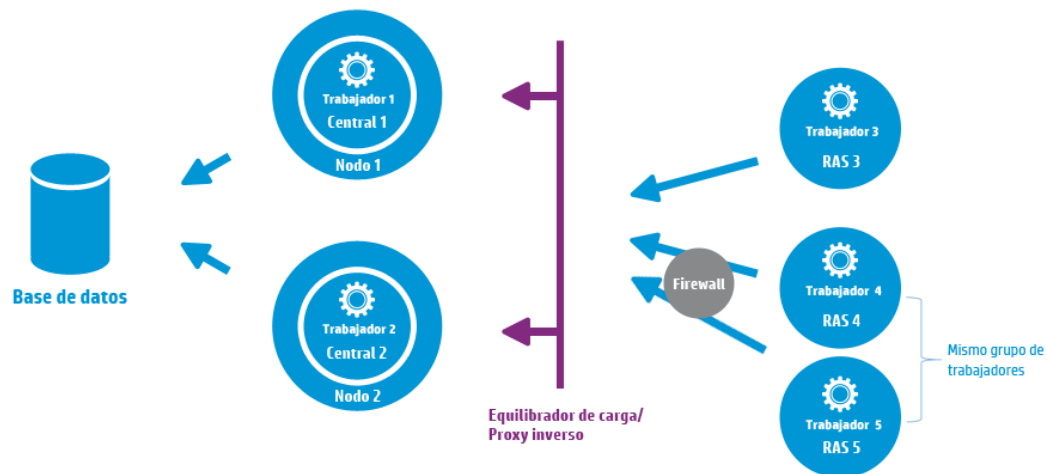 Trabajador 1
Central 1
Nodo 1
Base de datos
Trabajador 2
Central 2
Nodo 2
Equilibrador de carga/
Proxy inverso
Firewall
Trabajador 3
RAS 3
Trabajador 4
RAS 4
Trabajador 5
RAS 5
Mismo grupo de
trabajadores